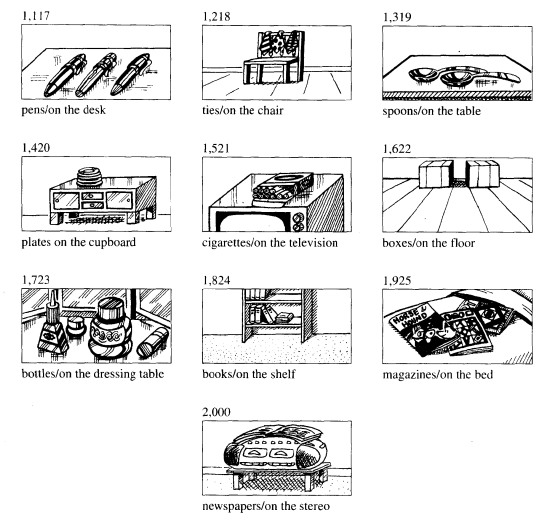 1,117
pens/on the desk
1,218
ties/on the chair
1,319
spoons/on the table
1,420
plates on the cupboard
1,521
cigarettes/on the television
1,622
boxes/on the floor
1,723
bottles/on the dressing table
1,824
books/on the shelf
1,925
HORSE &
magazines/on the bed
2,000
newspapers/on the stereo